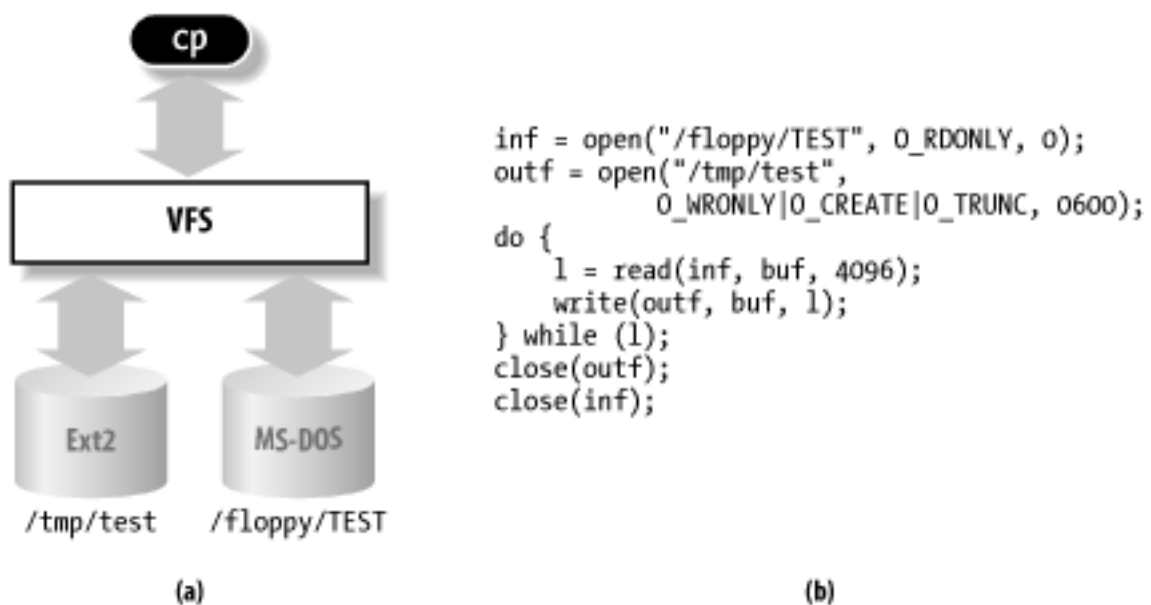 cp
VFS
Ext2
MS-DOS
/tmp/test
/floppy/TEST
(a)
inf = open("/floppy/TEST", O_RDONLY, 0);
outf = open("/tmp/test",
O_WRONLY|O_CREATE|O_TRUNC, 0600);
do {
l = read(inf, buf, 4096);
write(outf, buf, l);
} while (l);
close(outf);
close(inf);
(b)